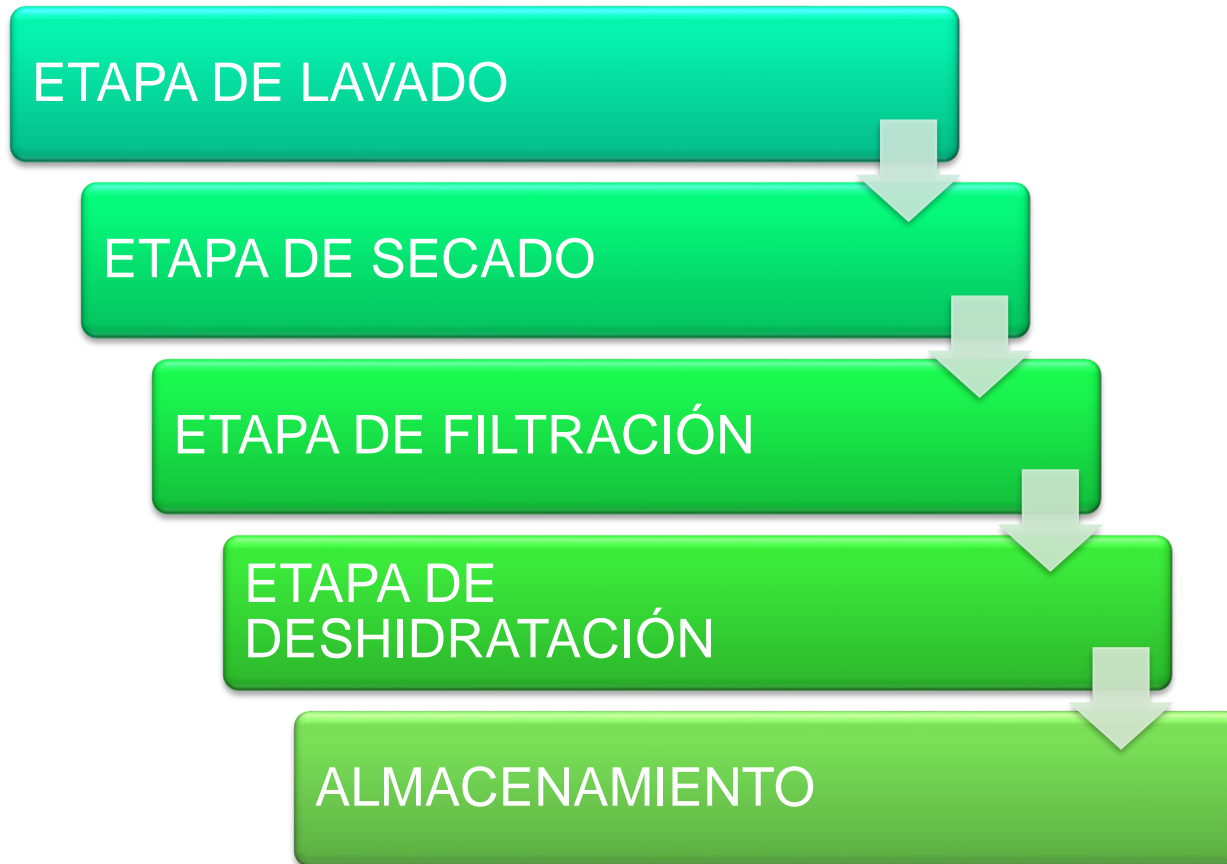 ETAPA DE LAVADO
ETAPA DE SECADO
ETAPA DE FILTRACIÓN
ETAPA DE
DESHIDRATACIÓN
ALMACENAMIENTO